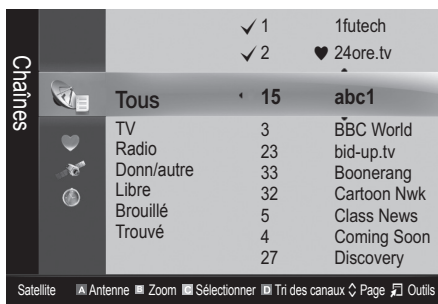 Chaînes
✓ 1 1futech
✓ 2 ♥ 24ore.tv
Tous 15 abc1
TV 3 BBC World
Radio 23 bid-up.tv
Donn/autre 33 Boonerang
Libre 32 Cartoon Nwk
Brouillé 5 Class News
Trouvé 4 Coming Soon
27 Discovery
Satellite A Antenne B Zoom C Sélectionner D Tri des canaux Page Outils